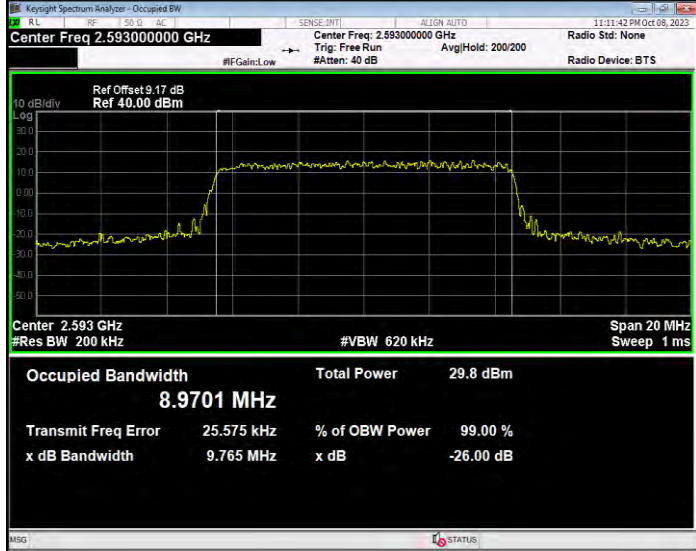 Keysight Spectrum Analyzer - Occupied BW
RL RF 50 Ω AC SENSE:INT ALIGN AUTO 11:11:42 PM Oct 08, 2023
Center Freq 2.593000000 GHz Center Freq: 2.593000000 GHz Radio Std: None
Trig: Free Run Avg|Hold: 200/200
#IFGain:Low #Atten: 40 dB Radio Device: BTS
Ref Offset 9.17 dB
10 dB/div Ref 40.00 dBm
Log
30.0
20.0
10.0
0.00
-10.0
-20.0
-30.0
-40.0
-50.0
Center 2.593 GHz Span 20 MHz
#Res BW 200 kHz #VBW 620 kHz Sweep 1 ms
Occupied Bandwidth Total Power 29.8 dBm
8.9701 MHz
Transmit Freq Error 25.575 kHz % of OBW Power 99.00 %
x dB Bandwidth 9.765 MHz x dB -26.00 dB
MSG STATUS